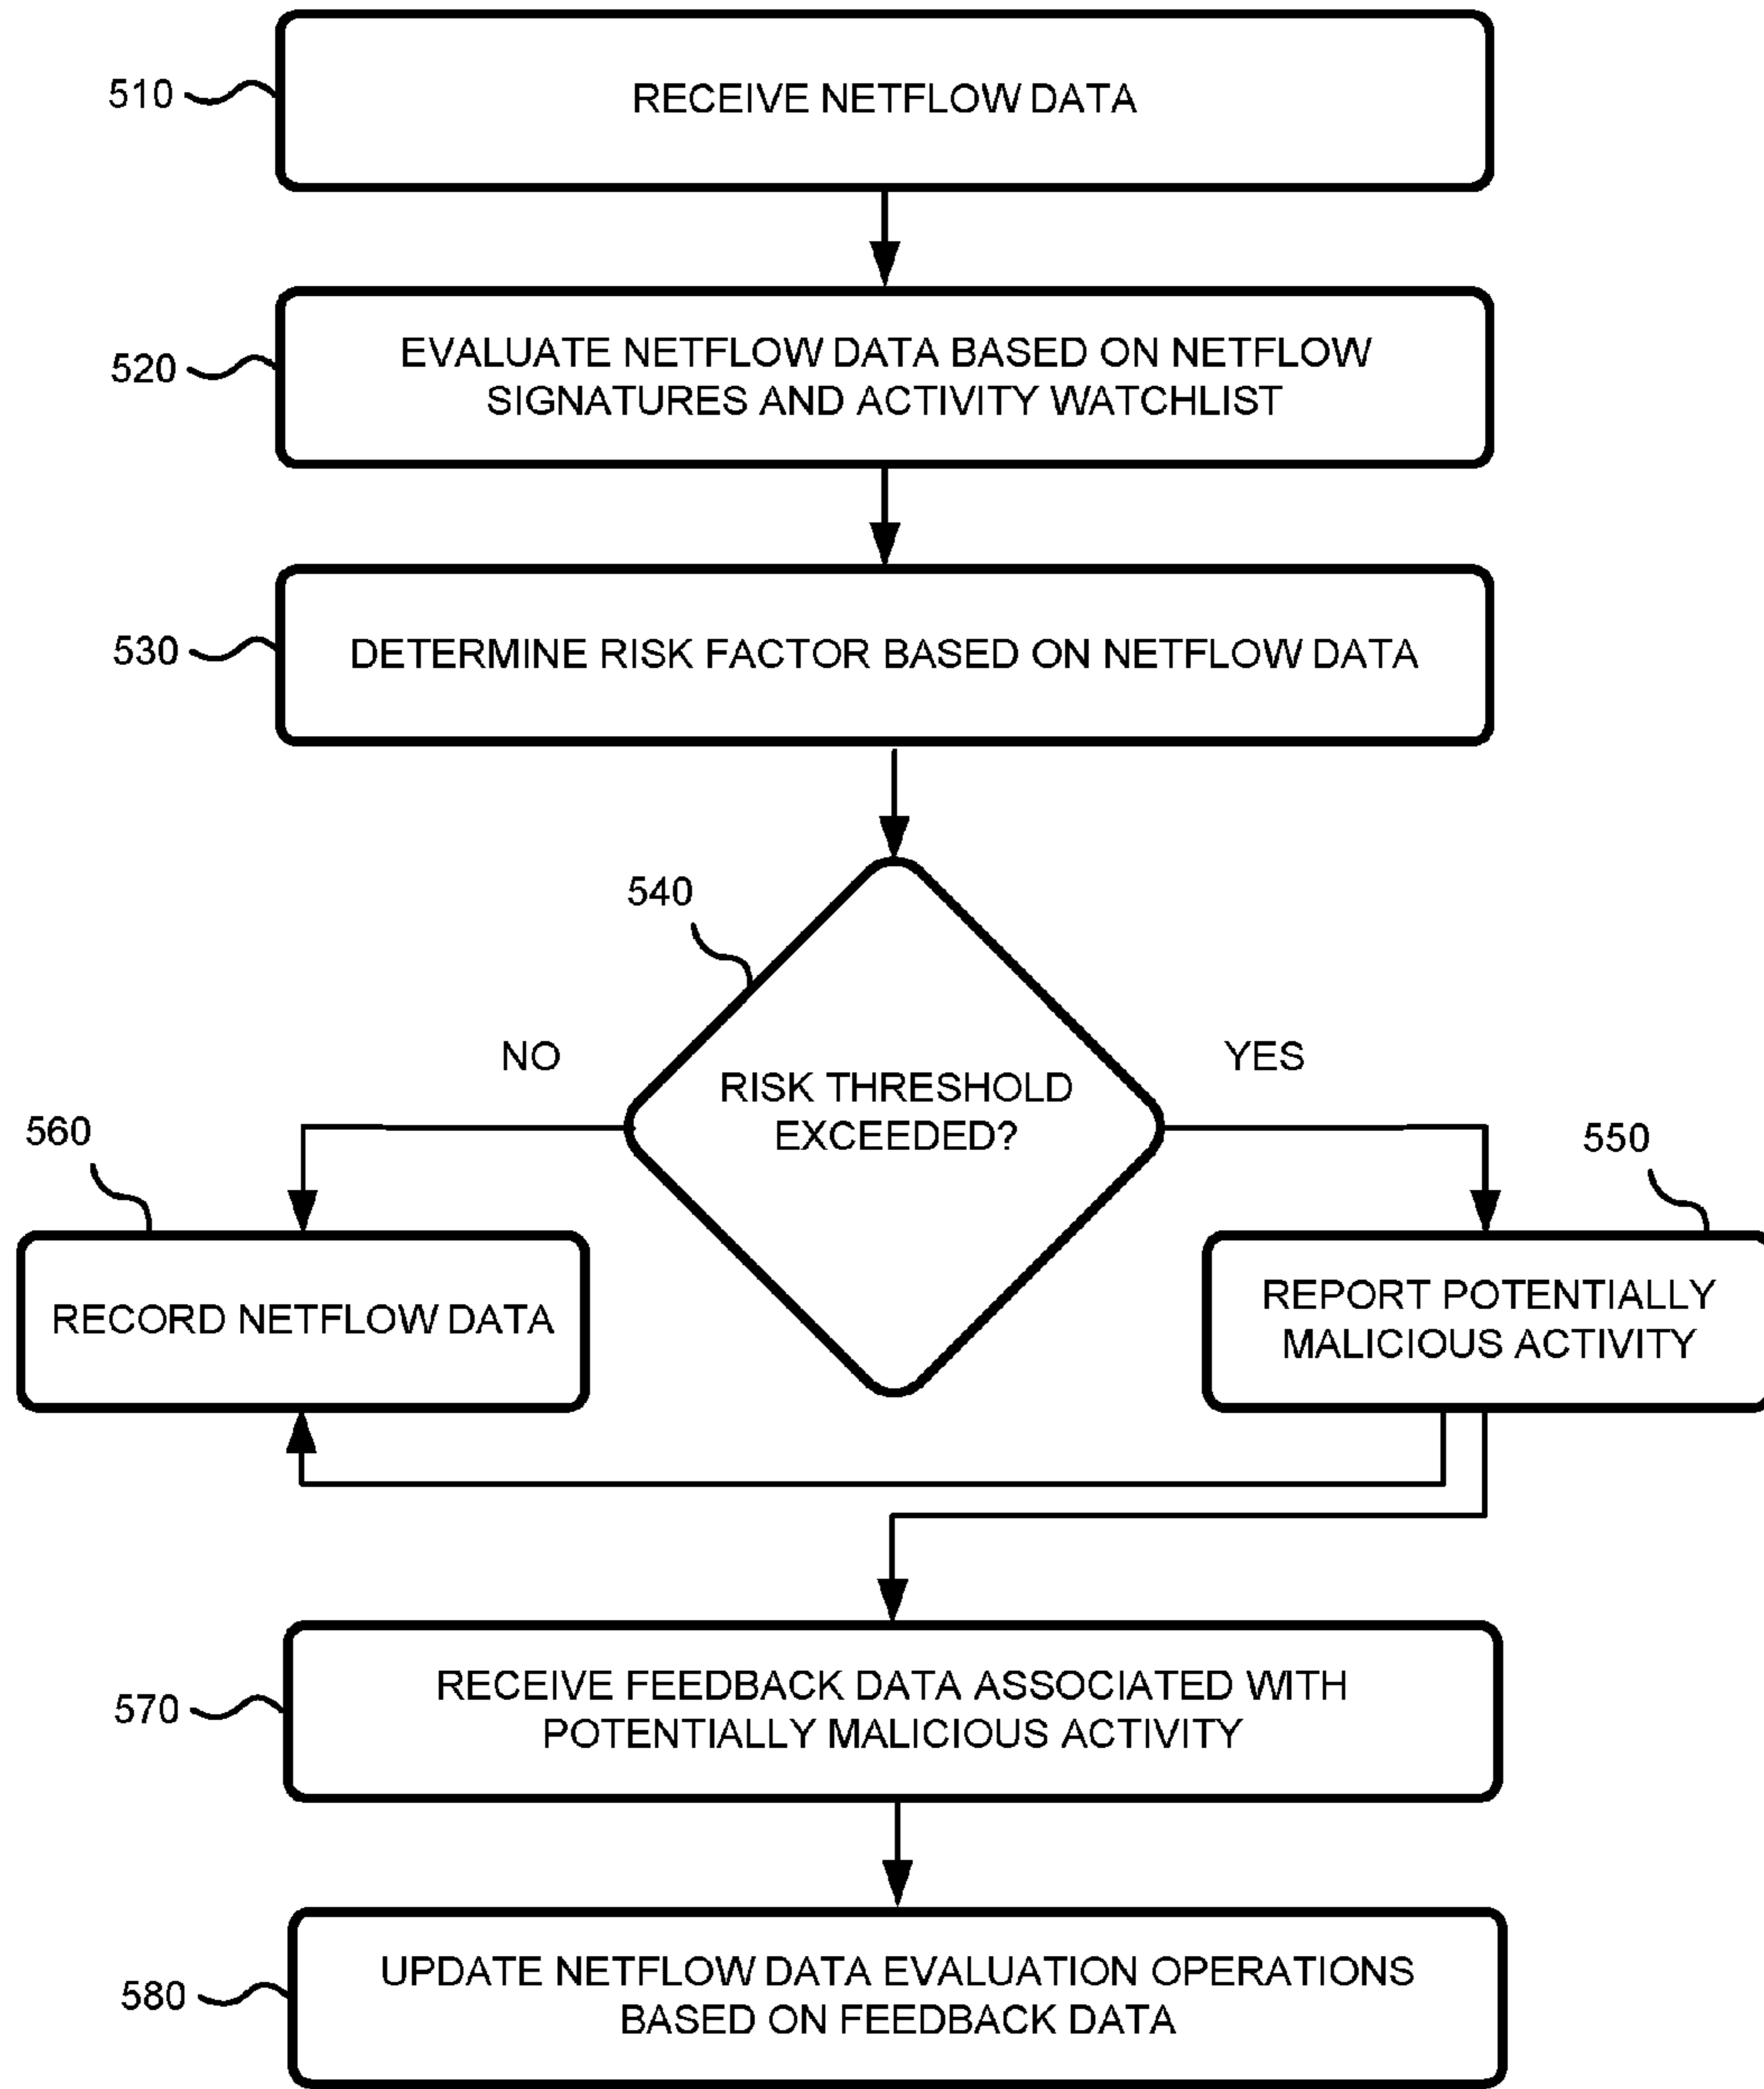 510
RECEIVE NETFLOW DATA
520
EVALUATE NETFLOW DATA BASED ON NETFLOW
SIGNATURES AND ACTIVITY WATCHLIST
530
DETERMINE RISK FACTOR BASED ON NETFLOW DATA
540
NO
YES
RISK THRESHOLD
EXCEEDED?
560
550
RECORD NETFLOW DATA
REPORT POTENTIALLY
MALICIOUS ACTIVITY
570
RECEIVE FEEDBACK DATA ASSOCIATED WITH
POTENTIALLY MALICIOUS ACTIVITY
580
UPDATE NETFLOW DATA EVALUATION OPERATIONS
BASED ON FEEDBACK DATA